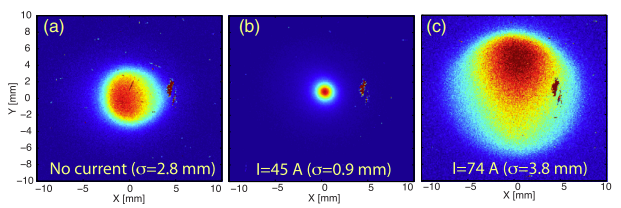 (a) (b) (c)
10
8
6
4
2
0
−2
−4
−6
−8
−10
Y [mm]
No current (σ=2.8 mm) I=45 A (σ=0.9 mm) I=74 A (σ=3.8 mm)
−10 −5 0 5 10 −10 −5 0 5 10 −10 −5 0 5 10
X [mm] X [mm] X [mm]